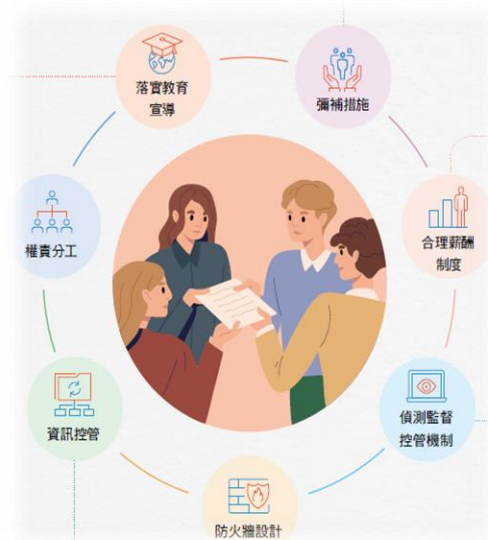 落實教育
宣導
彌補措施
權責分工
合理薪酬
制度
資訊控管
偵測監督
控管機制
防火牆設計